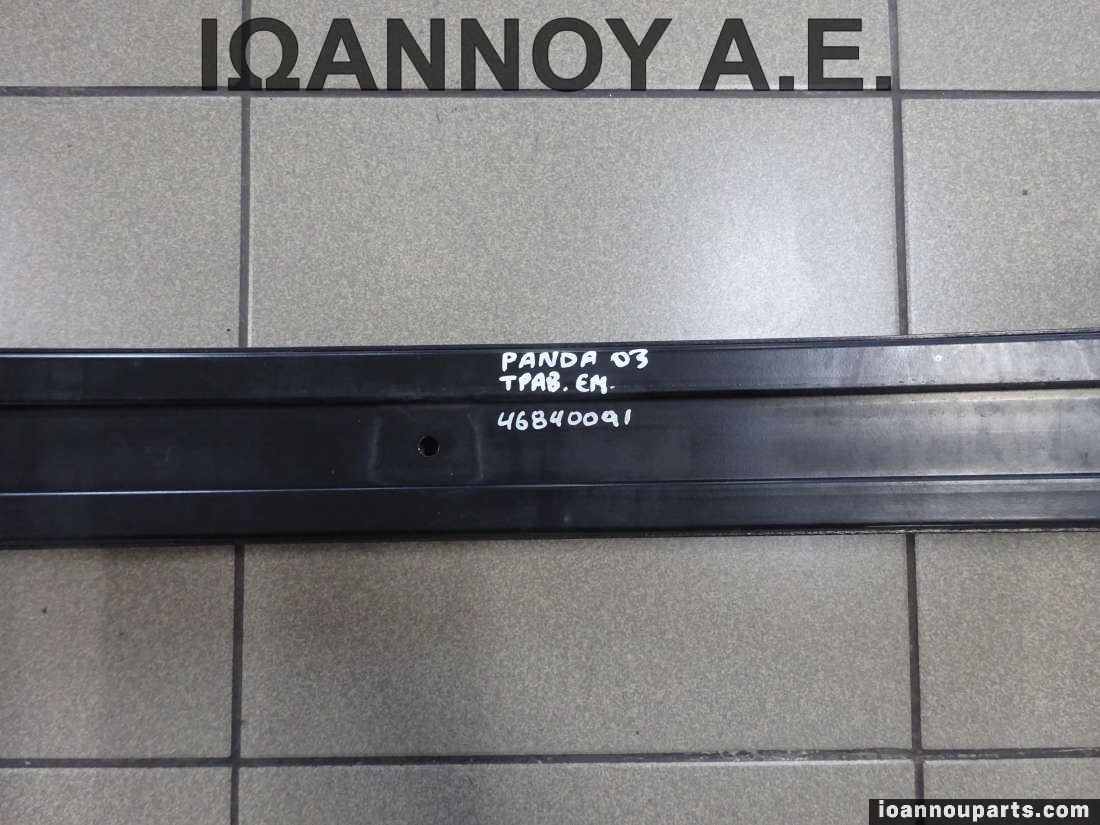 ΙΩΑΝΝΟΥ Α.Ε.
PANDA 03
ΤΡΑΒ. ΕΜ.
46840091
ioannouparts.com